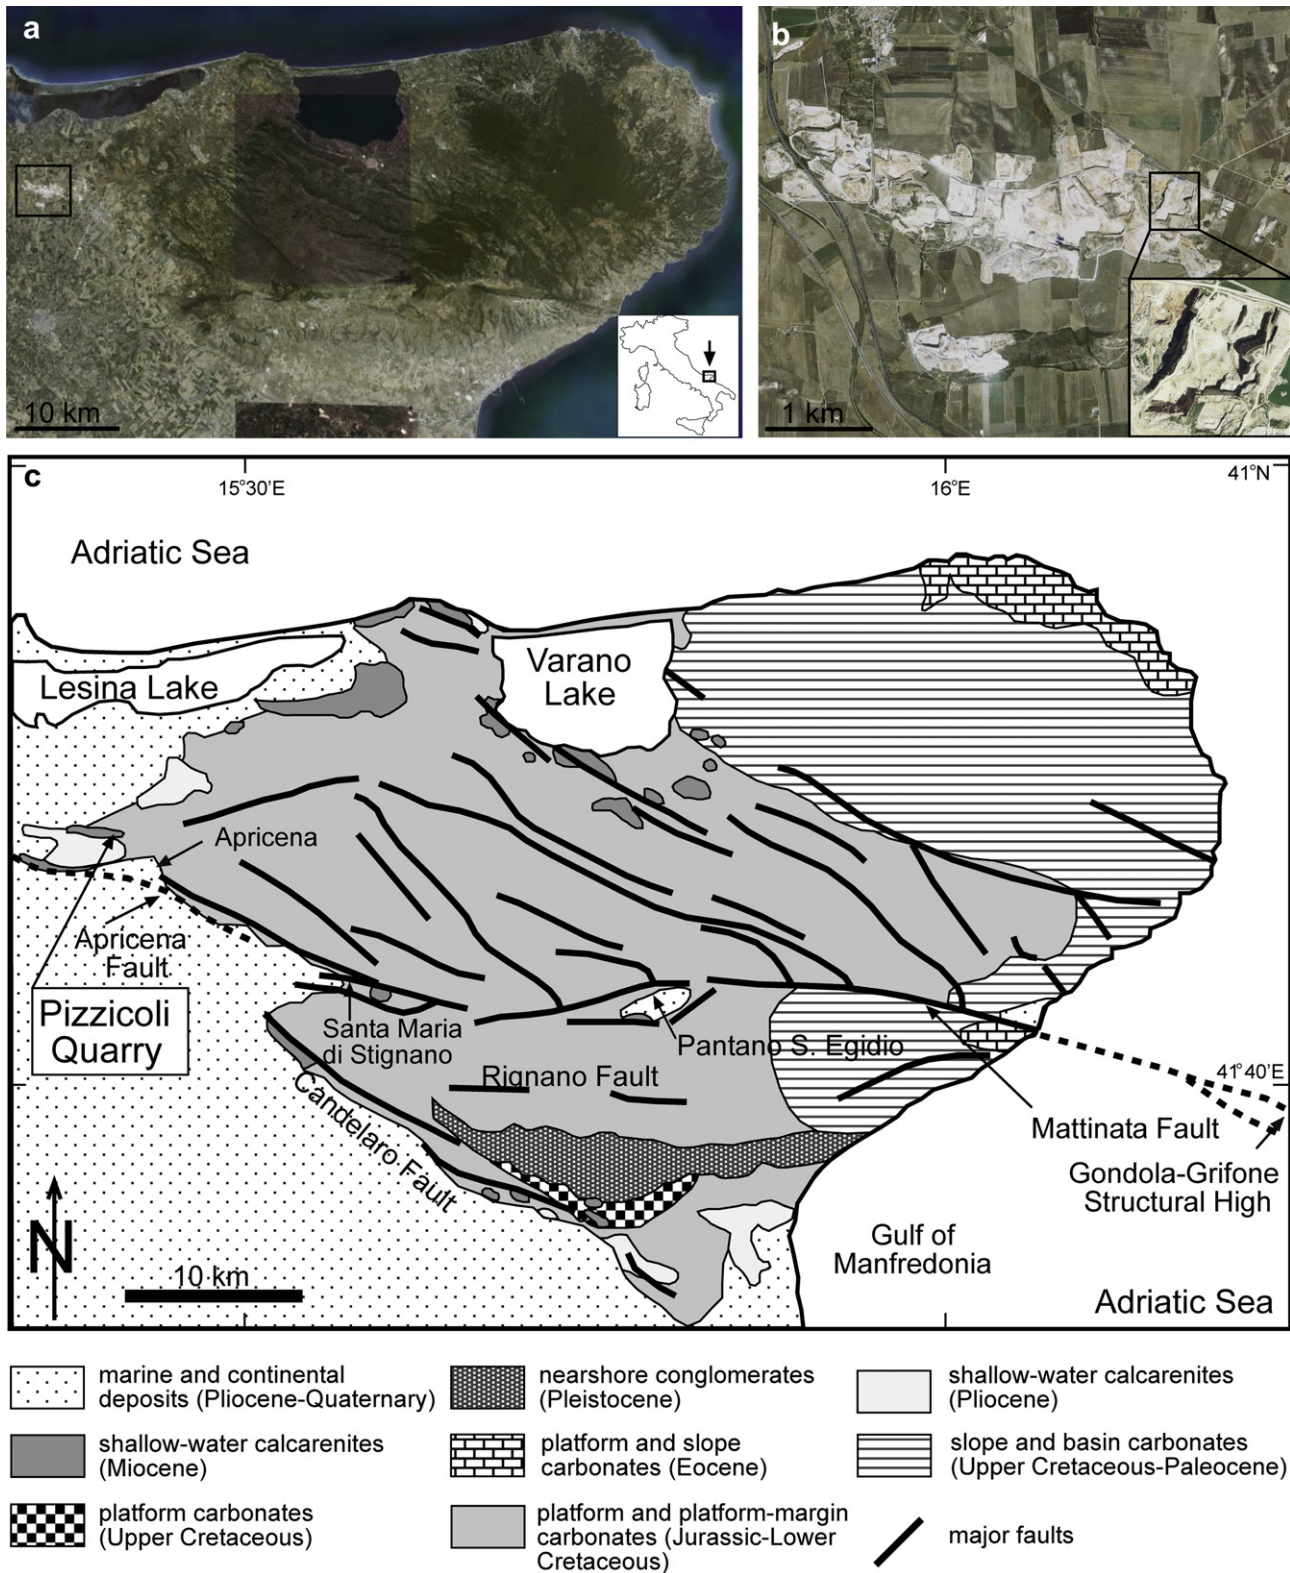 a
10 km
b
1 km
c
15°30'E
16°E
41°N
Adriatic Sea
Lesina Lake
Varano
Lake
Apricena
Apricena
Fault
Pizzicoli
Quarry
Santa Maria
di Stignano
Pantano S. Egidio
Rignano Fault
Candelaro Fault
41°40'E
Mattinata Fault
Gondola-Grifone
Structural High
Gulf of
Manfredonia
Adriatic Sea
N
10 km
marine and continental
deposits (Pliocene-Quaternary)
nearshore conglomerates
(Pleistocene)
shallow-water calcarenites
(Pliocene)
shallow-water calcarenites
(Miocene)
platform and slope
carbonates (Eocene)
slope and basin carbonates
(Upper Cretaceous-Paleocene)
platform carbonates
(Upper Cretaceous)
platform and platform-margin
carbonates (Jurassic-Lower
Cretaceous)
major faults